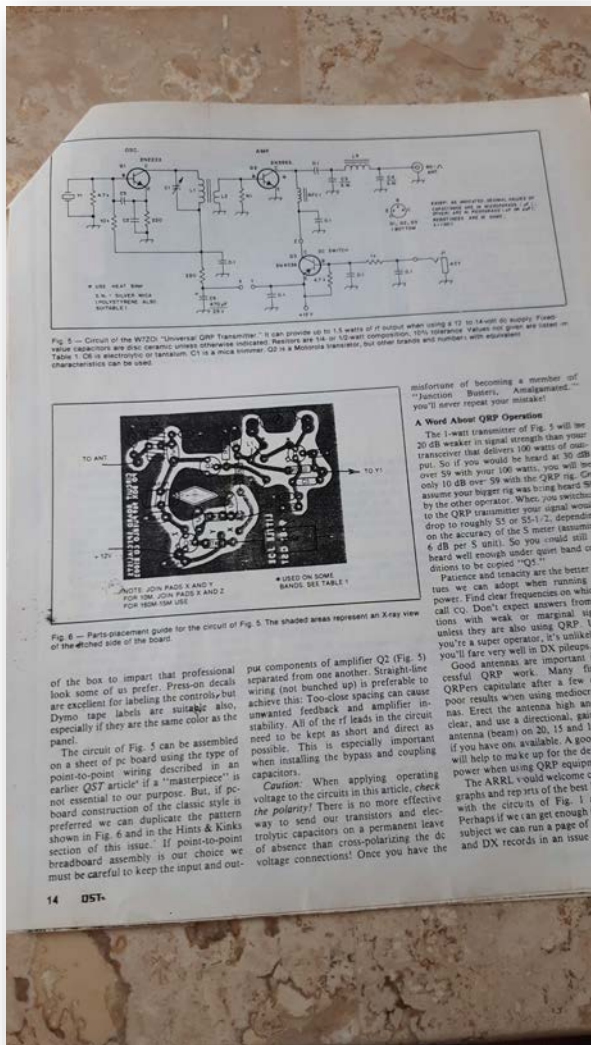 OSC.
AMP.
Fig. 5 — Circuit of the W7ZOI "Universal QRP Transmitter." It can provide up to 1.5 watts of rf output when using a 12- to 14-volt dc supply. Fixed-
value capacitors are disc ceramic unless otherwise indicated. Resistors are 1/4- or 1/2-watt composition, 10% tolerance. Values not given are listed in
Table 1. C6 is electrolytic or tantalum. C1 is a mica trimmer. Q2 is a Motorola transistor, but other brands and numbers with equivalent
characteristics can be used.
* USE HEAT SINK
S.M. = SILVER MICA
(POLYSTYRENE ALSO
SUITABLE)
DC SWITCH
KEY
TO ANT
TO Y1
+12V
NOTE: JOIN PADS X AND Y
FOR 10M. JOIN PADS X AND Z
FOR 160M-15M USE
* USED ON SOME
BANDS. SEE TABLE 1
Fig. 6 — Parts-placement guide for the circuit of Fig. 5. The shaded areas represent an X-ray view
of the etched side of the board.
of the box to impart that professional
look some of us prefer. Press-on decals
are excellent for labeling the controls, but
Dymo tape labels are suitable also,
especially if they are the same color as the
panel.
The circuit of Fig. 5 can be assembled
on a sheet of pc board using the type of
point-to-point wiring described in an
earlier QST article if a "masterpiece" is
not essential to our purpose. But, if pc-
board construction of the classic style is
preferred we can duplicate the pattern
shown in Fig. 6 and in the Hints & Kinks
section of this issue. If point-to-point
breadboard assembly is our choice we
must be careful to keep the input and out-
put components of amplifier Q2 (Fig. 5)
separated from one another. Straight-line
wiring (not bunched up) is preferable to
achieve this: Too-close spacing can cause
unwanted feedback and amplifier in-
stability. All of the rf leads in the circuit
need to be kept as short and direct as
possible. This is especially important
when installing the bypass and coupling
capacitors.
Caution: When applying operating
voltage to the circuits in this article, check
the polarity! There is no more effective
way to send our transistors and elec-
trolytic capacitors on a permanent leave
of absence than cross-polarizing the dc
voltage connections! Once you have the
misfortune of becoming a member of
"Junction Busters, Amalgamated,"
you'll never repeat your mistake!
A Word About QRP Operation
The 1-watt transmitter of Fig. 5 will be
20 dB weaker in signal strength than your
transceiver that delivers 100 watts of out-
put. So if you would be heard at 30 dB
over S9 with your 100 watts, you will be
only 10 dB over S9 with the QRP rig.
assume your bigger rig was being heard
by the other operator. When you switched
to the QRP transmitter your signal would
drop to roughly S5 or S5-1/2, depending
on the accuracy of the S meter (assuming
6 dB per S unit). So you could still
heard well enough under quiet band con-
ditions to be copied "Q5."
Patience and tenacity are the better
tues we can adopt when running
power. Find clear frequencies on which
call CQ. Don't expect answers from
tions with weak or marginal
unless they are also using QRP.
you're a super operator, it's unlikely
you'll fare very well in DX pileups
Good antennas are important
cessful QRP work. Many
QRPers capitulate after a few
poor results when using mediocre
nas. Erect the antenna high and
clear, and use a directional,
antenna (beam) on 20, 15 and
if you have one available. A good
will help to make up for the
power when using QRP equipment
The ARRL would welcome
graphs and reports of the best
with the circuits of Fig. 1
Perhaps if we can get enough
subject we can run a page of
and DX records in an issue
14 QST